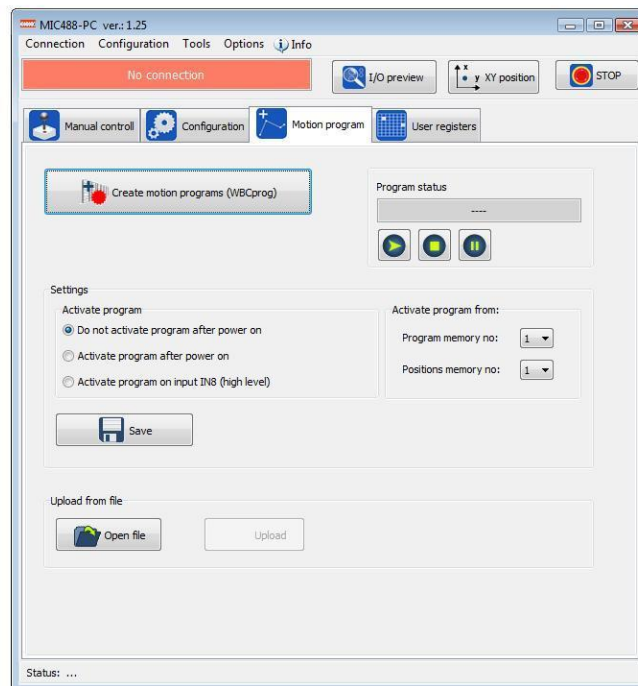 MIC488-PC ver.: 1.25
Connection Configuration Tools Options Info
No connection
I/O preview
x y XY position
STOP
Manual controll
Configuration
Motion program
User registers
Create motion programs (WBCprog)
Program status
----
Settings
Activate program
Do not activate program after power on
Activate program after power on
Activate program on input IN8 (high level)
Activate program from:
Program memory no: 1
Positions memory no: 1
Save
Upload from file
Open file
Upload
Status: ...